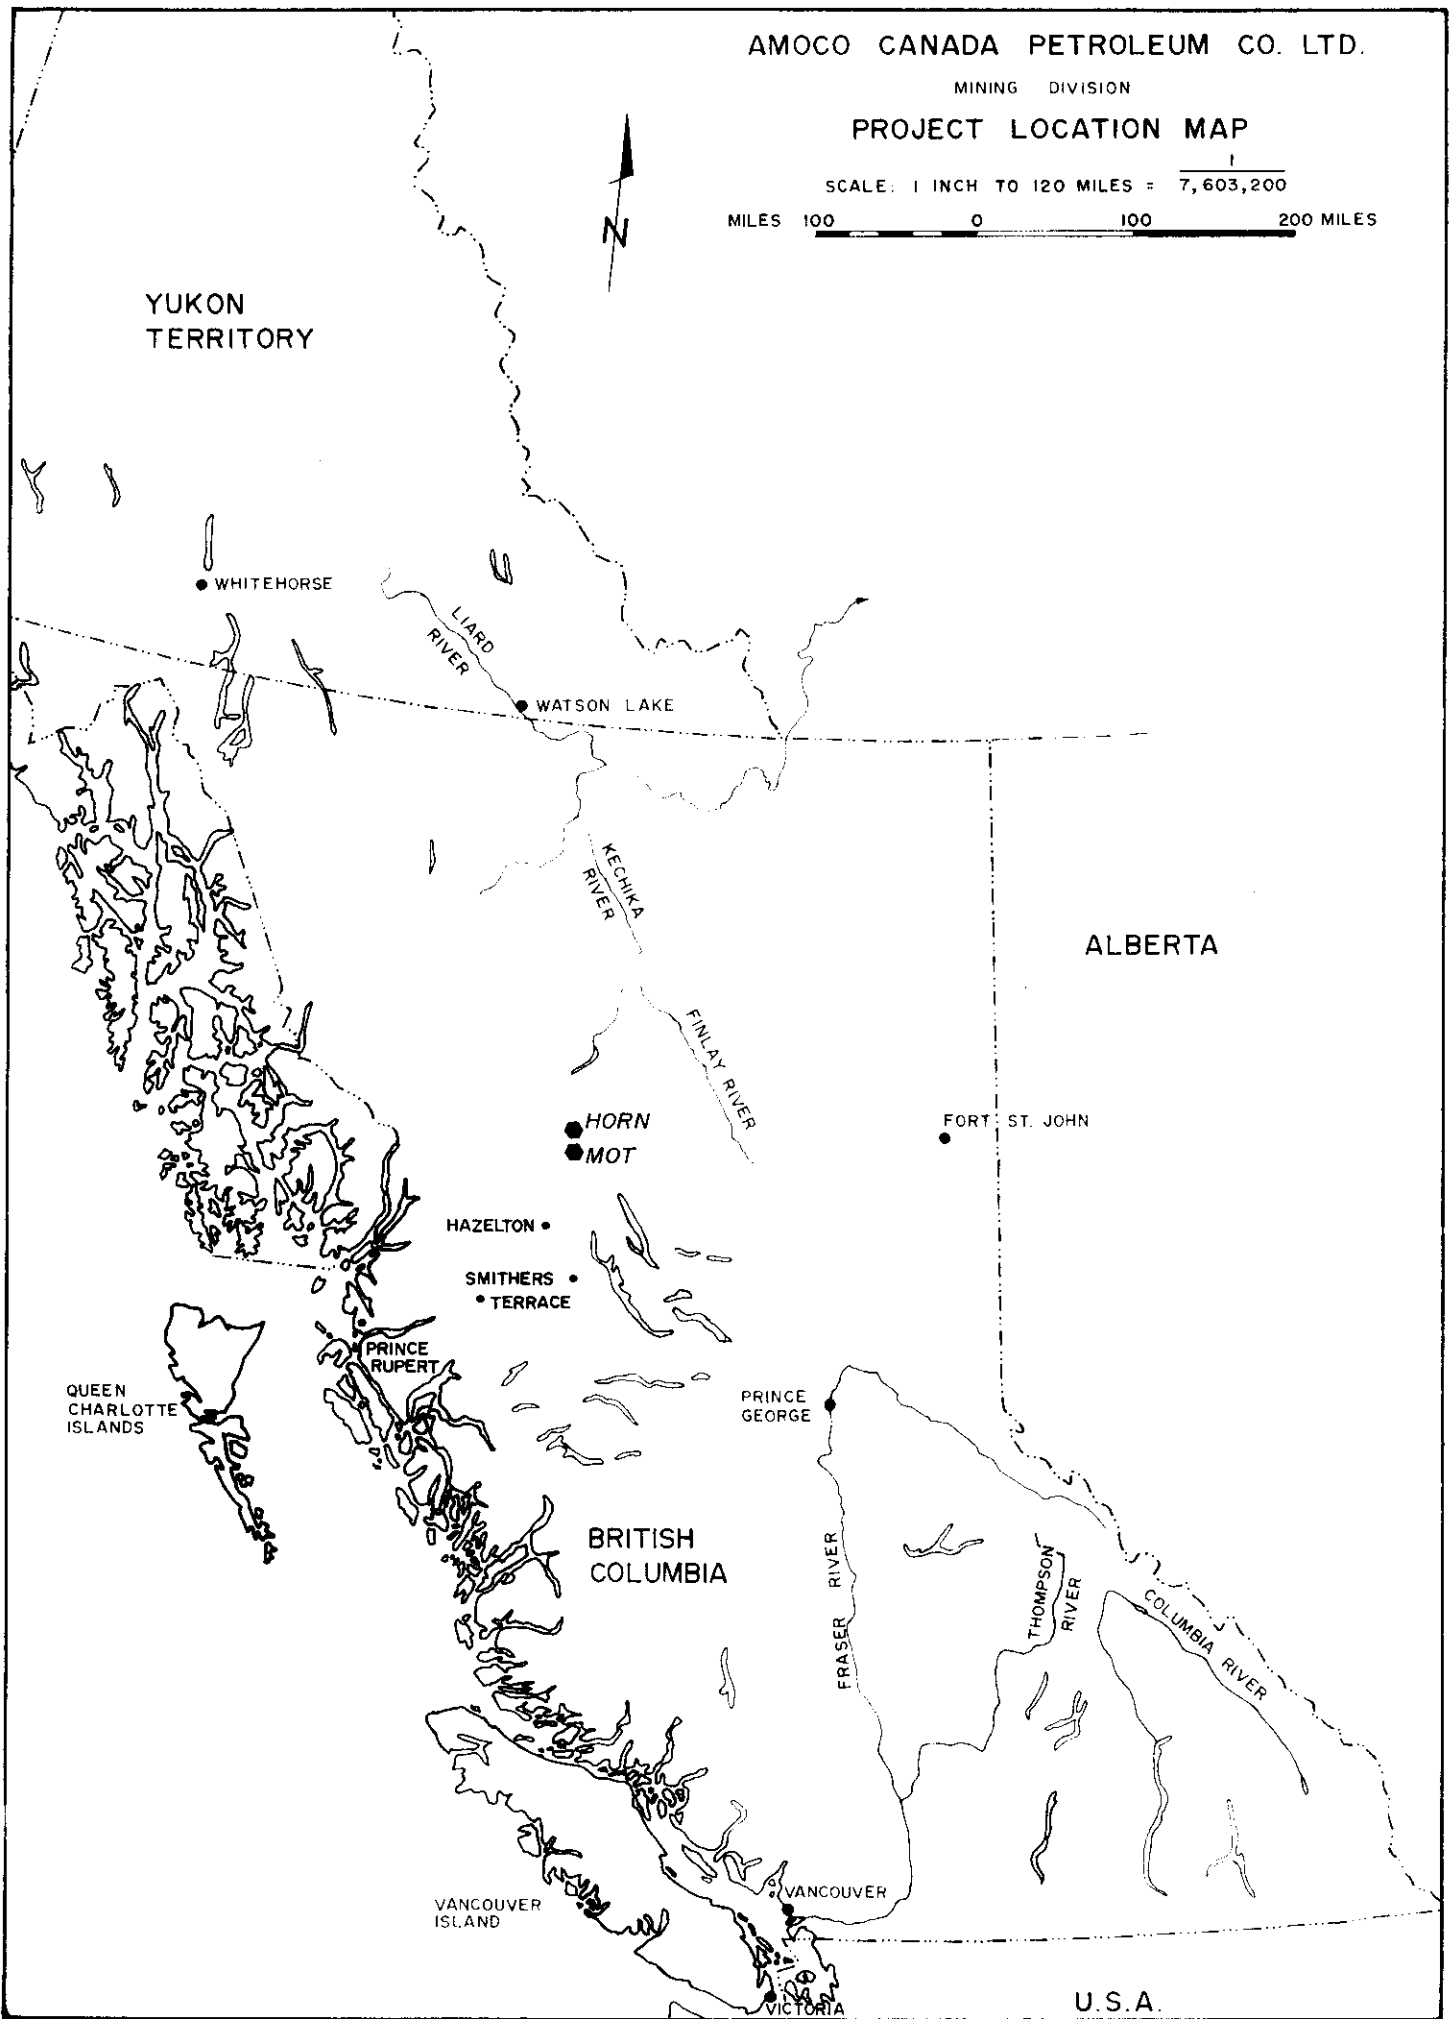 AMOCO CANADA PETROLEUM CO. LTD.
MINING DIVISION
PROJECT LOCATION MAP
SCALE: 1 INCH TO 120 MILES = 1
7,603,200
MILES 100 0 100 200 MILES
N
YUKON
TERRITORY
WHITEHORSE
LIARD
RIVER
WATSON LAKE
KECHIKA
RIVER
ALBERTA
FINLAY RIVER
HORN
MOT
FORT ST. JOHN
HAZELTON
SMITHERS
TERRACE
PRINCE
RUPERT
QUEEN
CHARLOTTE
ISLANDS
PRINCE
GEORGE
BRITISH
COLUMBIA
FRASER RIVER
THOMPSON
RIVER
COLUMBIA RIVER
VANCOUVER
ISLAND
VANCOUVER
VICTORIA
U.S.A.